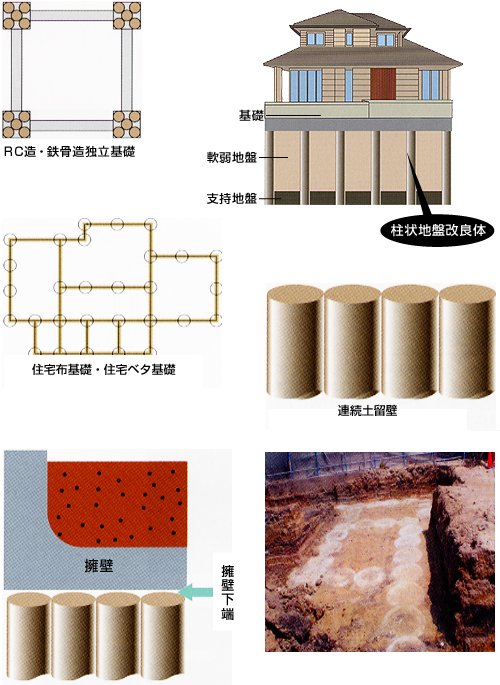 RC造・鉄骨造独立基礎
基礎
軟弱地盤
支持地盤
柱状地盤改良体
住宅布基礎・住宅ベタ基礎
連続土留壁
擁壁
擁壁下端